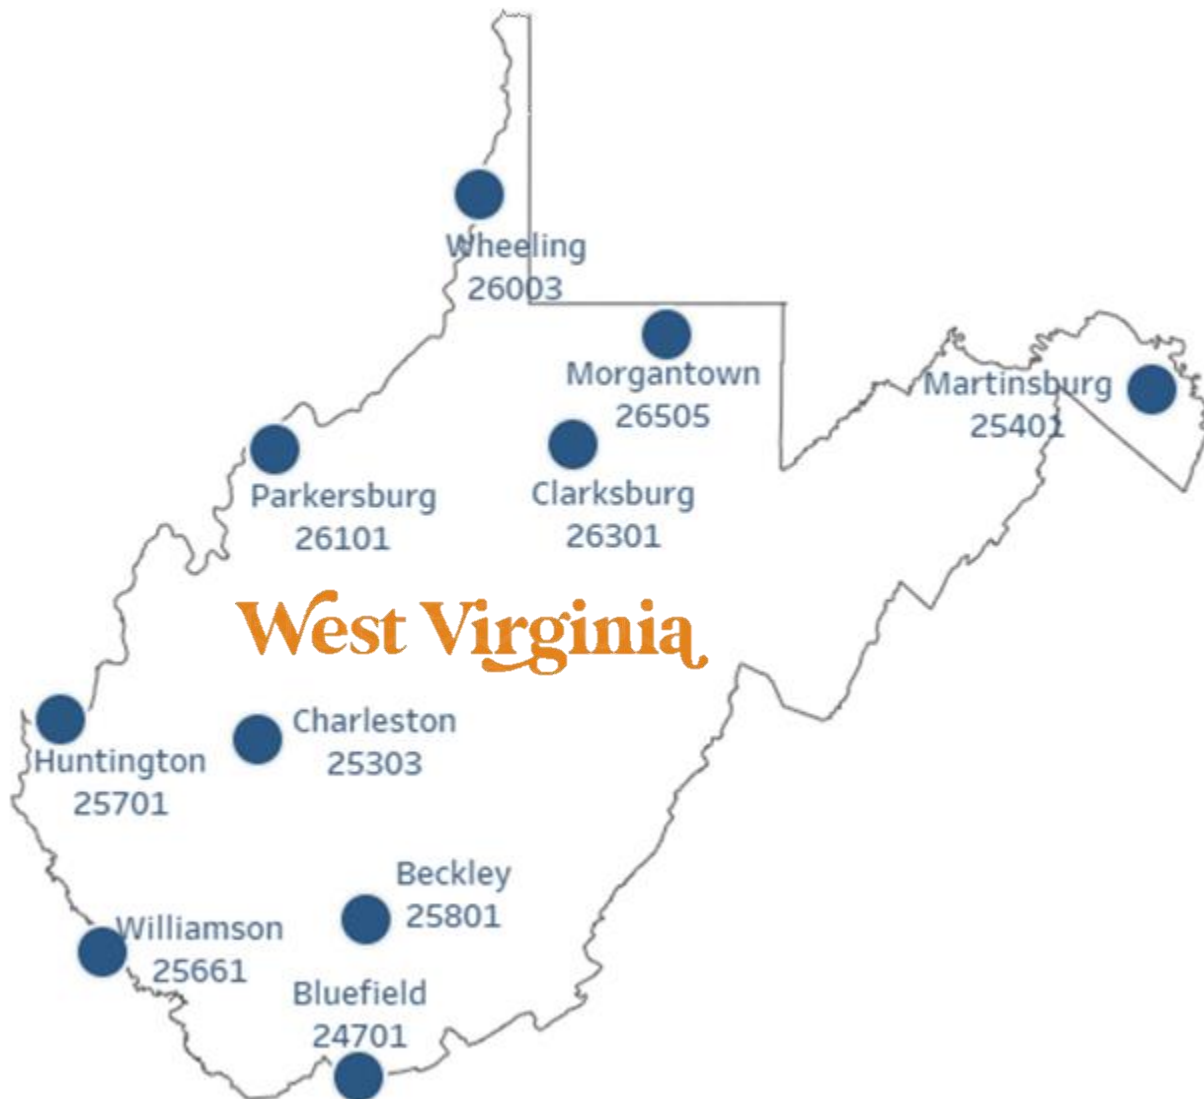 Wheeling
26003
Morgantown
26505
Martinsburg
25401
Parkersburg
26101
Clarksburg
26301
West Virginia
Charleston
25303
Huntington
25701
Beckley
25801
Williamson
25661
Bluefield
24701